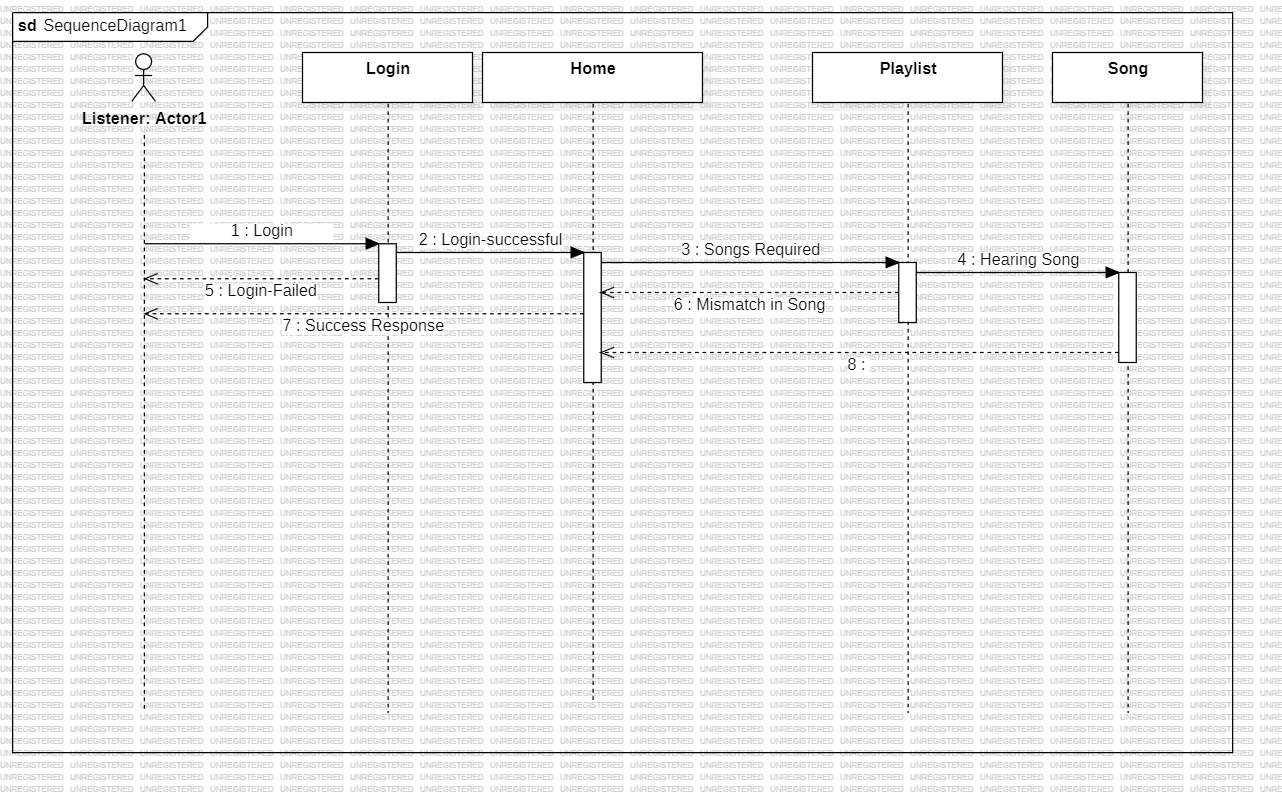 sd SequenceDiagram1
Login
Home
Playlist
Song
Listener: Actor1
1 : Login
2 : Login-successful
3 : Songs Required
4 : Hearing Song
5 : Login-Failed
6 : Mismatch in Song
7 : Success Response
8 :
UNREGISTERED